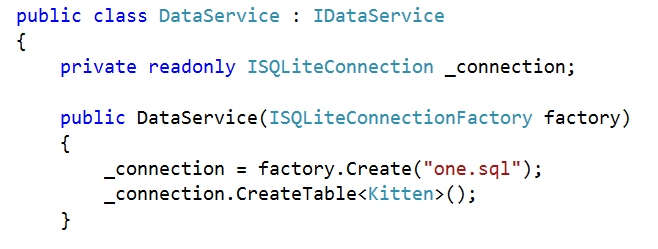 public class DataService : IDataService
{
    private readonly ISQLiteConnection _connection;
    public DataService(ISQLiteConnectionFactory factory)
    {
        _connection = factory.Create("one.sql");
        _connection.CreateTable<Kitten>();
    }